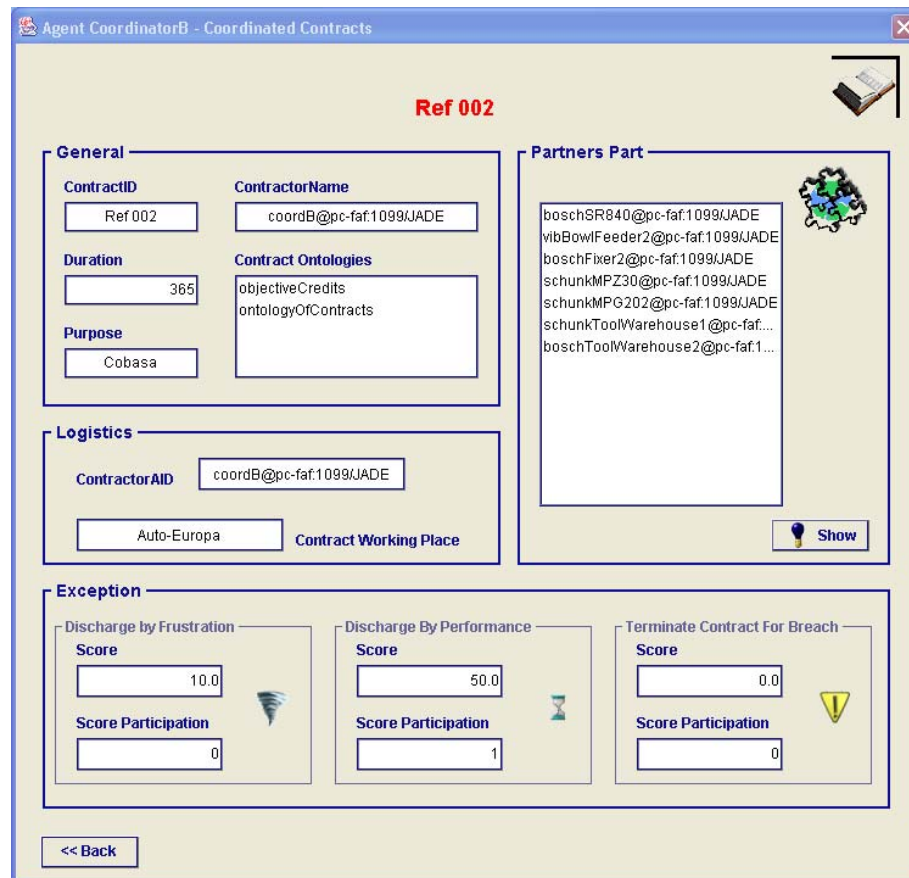 Agent CoordinatorB - Coordinated Contracts
Ref 002
General
ContractID
ContractorName
Ref 002
coordB@pc-faf:1099/JADE
Duration
Contract Ontologies
365
objectiveCredits
ontologyOfContracts
Purpose
Cobasa
Partners Part
boschSR840@pc-faf:1099/JADE
vibBowlFeeder2@pc-faf:1099/JADE
boschFixer2@pc-faf:1099/JADE
schunkMPZ30@pc-faf:1099/JADE
schunkMPG202@pc-faf:1099/JADE
schunkToolWarehouse1@pc-faf:...
boschToolWarehouse2@pc-faf:1...
Show
Logistics
ContractorAID
coordB@pc-faf:1099/JADE
Auto-Europa
Contract Working Place
Exception
Discharge by Frustration
Score
10.0
Score Participation
0
Discharge By Performance
Score
50.0
Score Participation
1
Terminate Contract For Breach
Score
0.0
Score Participation
0
<< Back